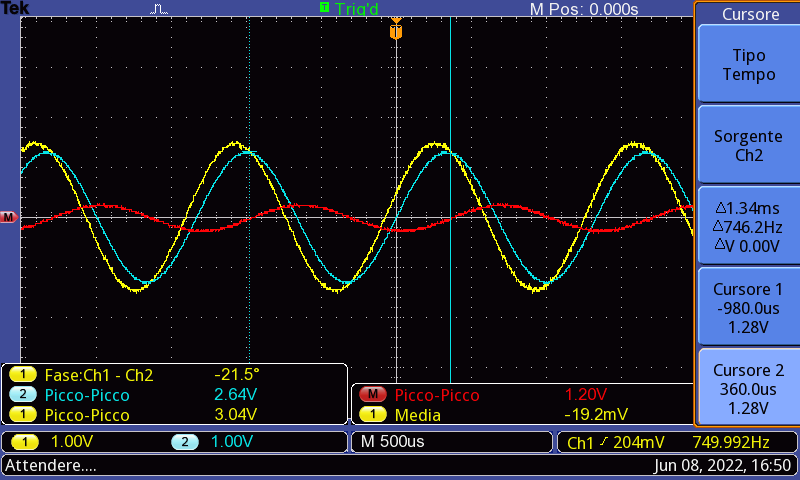 Tek Trig'd M Pos: 0.000s
T
T
M
Cursore
Tipo
Tempo
Sorgente
Ch2
△1.34ms
△746.2Hz
△V 0.00V
Cursore 1
-980.0us
1.28V
Cursore 2
360.0us
1.28V
1 Fase:Ch1 - Ch2 -21.5°
2 Picco-Picco 2.64V
1 Picco-Picco 3.04V
M Picco-Picco 1.20V
1 Media -19.2mV
1 1.00V 2 1.00V
M 500us
Ch1 204mV 749.992Hz
Attendere.... Jun 08, 2022, 16:50